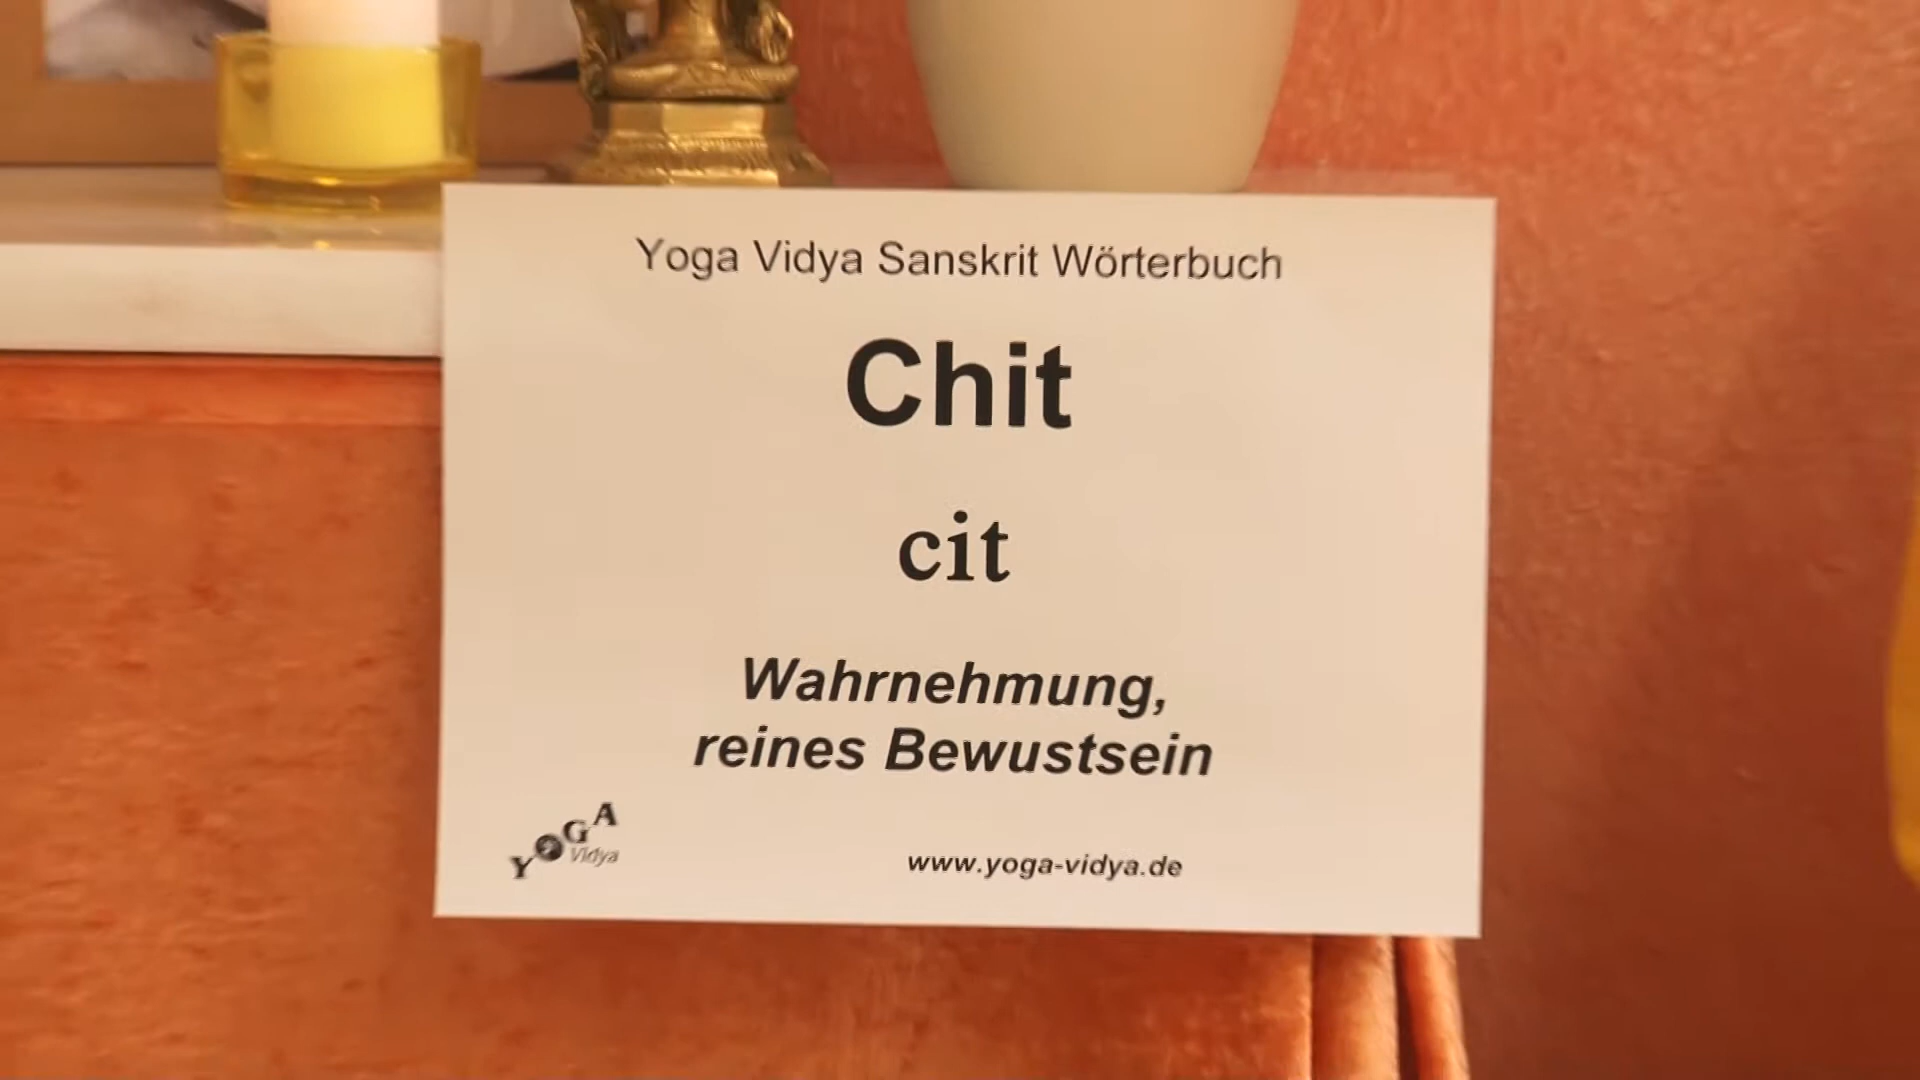 Yoga Vidya Sanskrit Wörterbuch
Chit
cit
Wahrnehmung,
reines Bewustsein
YOGA
Vidya
www.yoga-vidya.de